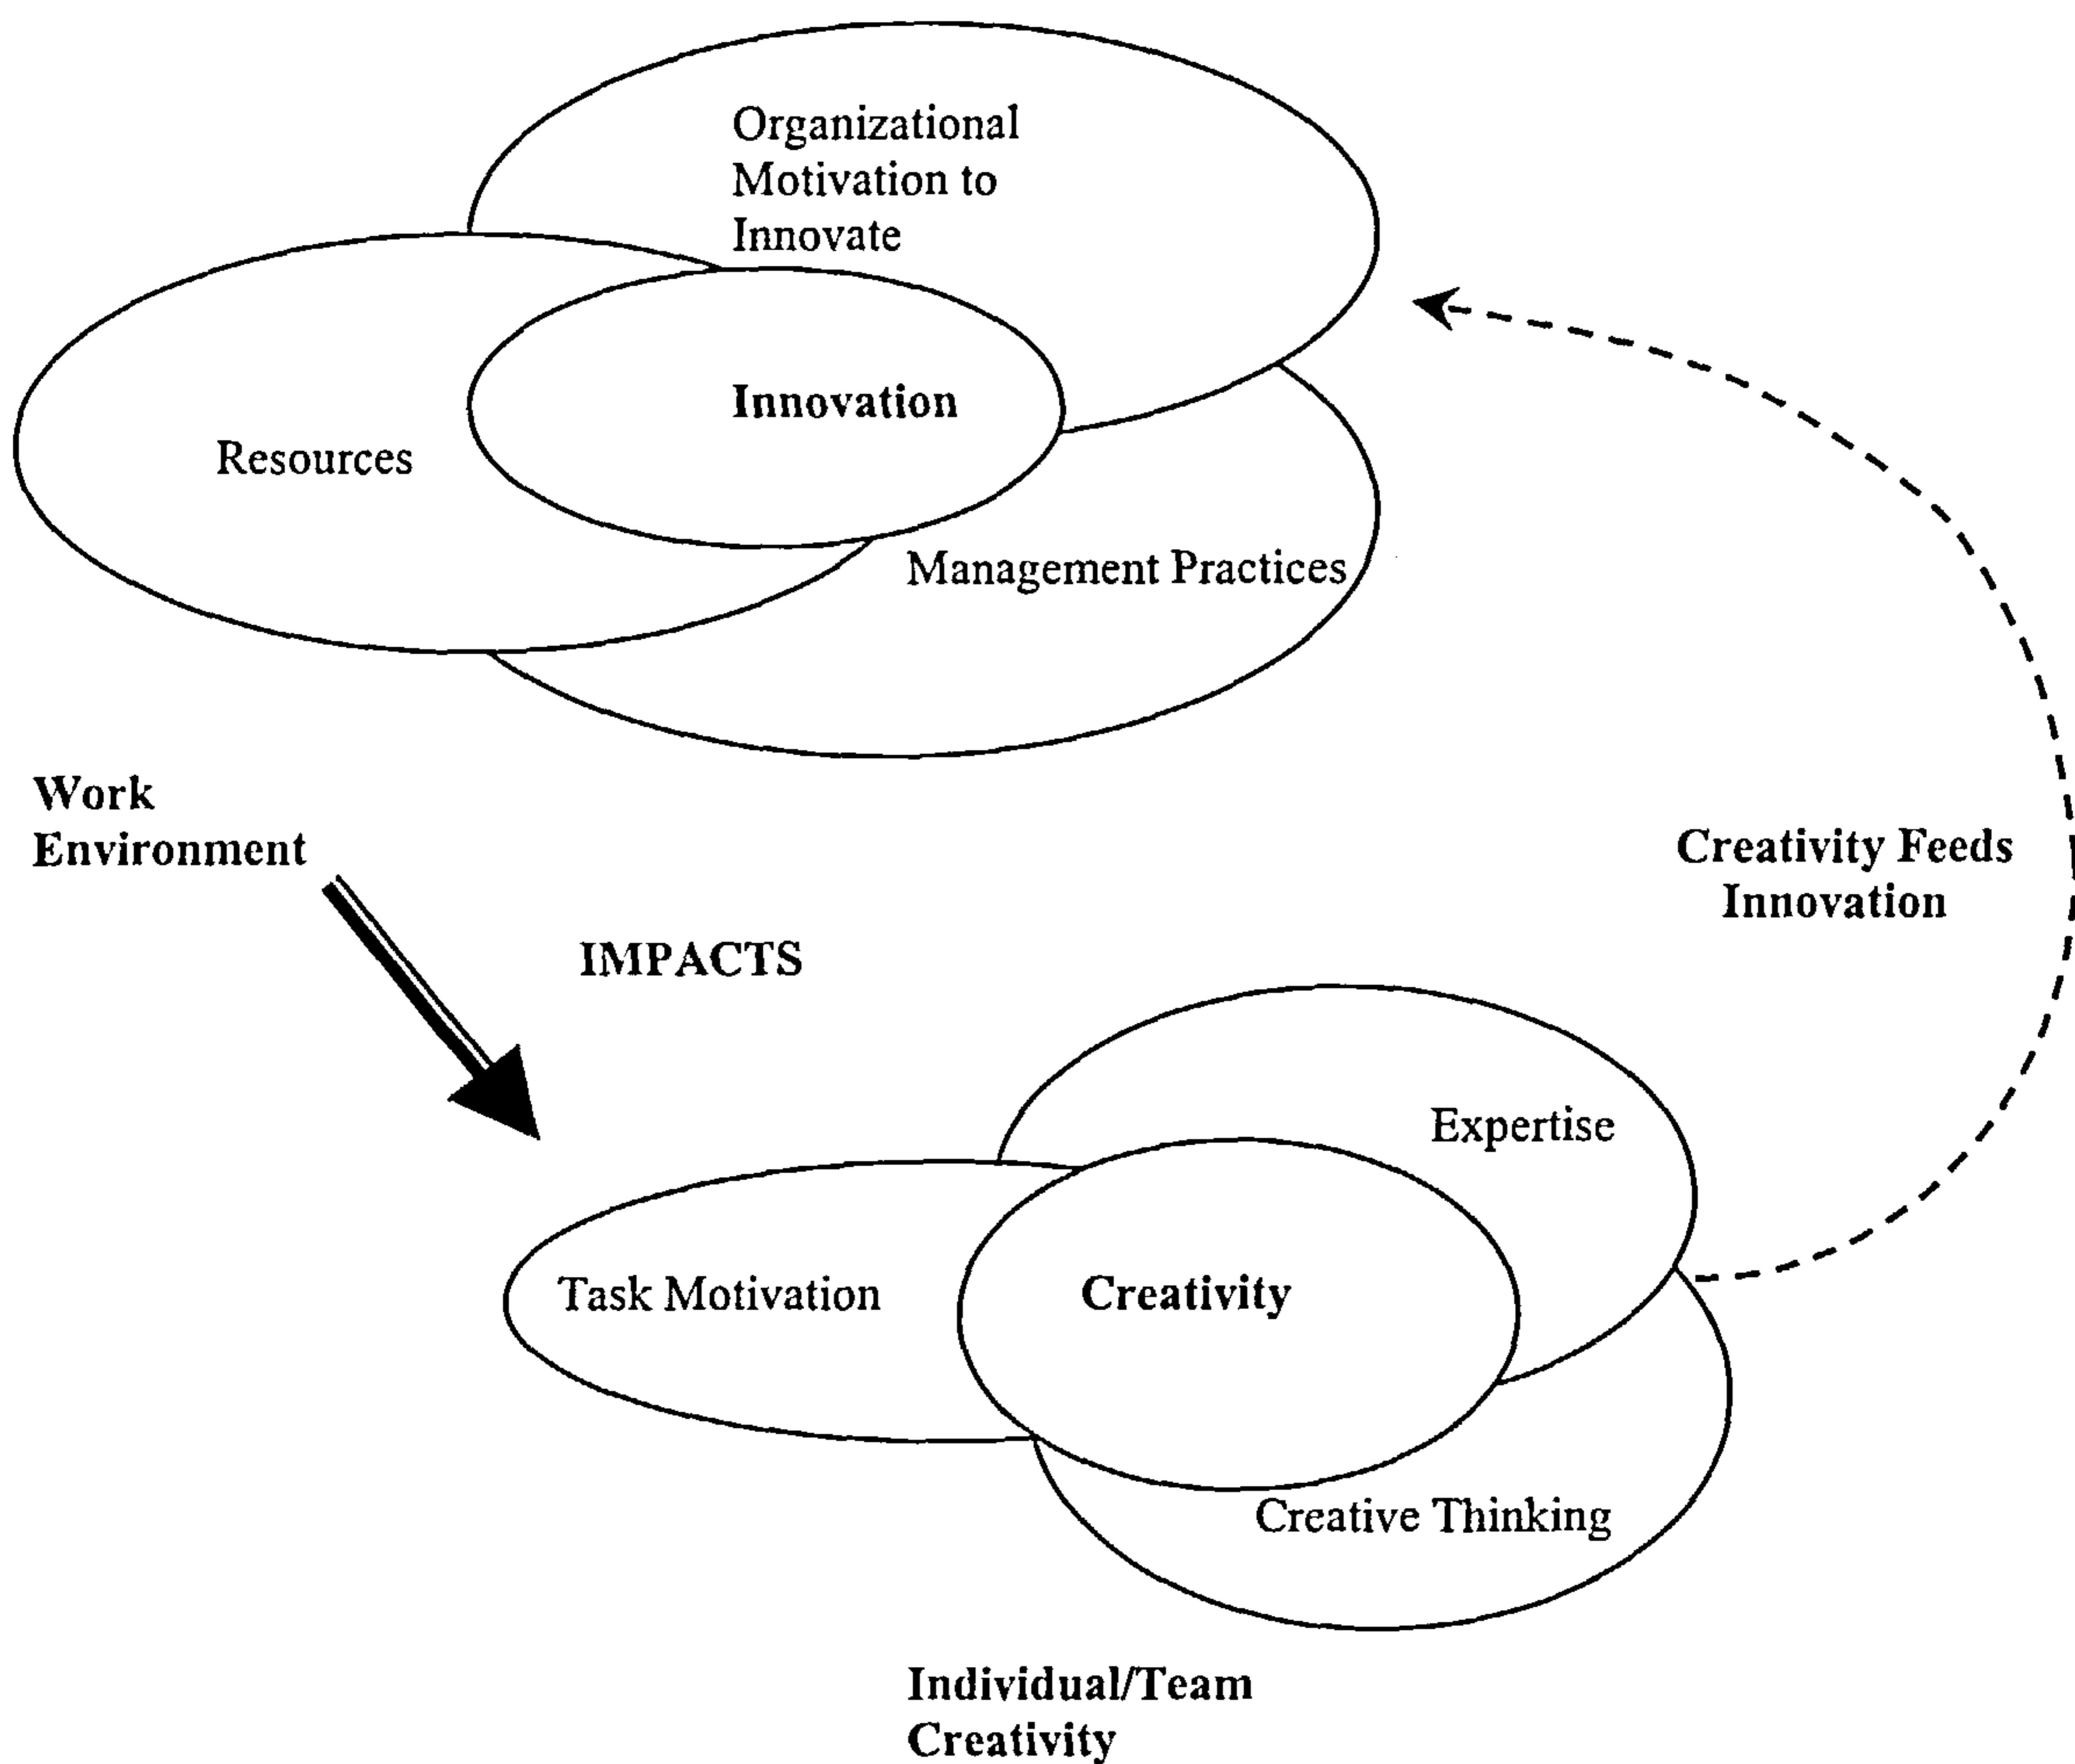 Organizational
Motivation to
Innovate
Innovation
Resources
Management Practices
Work
Environment
Creativity Feeds
Innovation
IMPACTS
Expertise
Task Motivation
Creativity
Creative Thinking
Individual/Team
Creativity